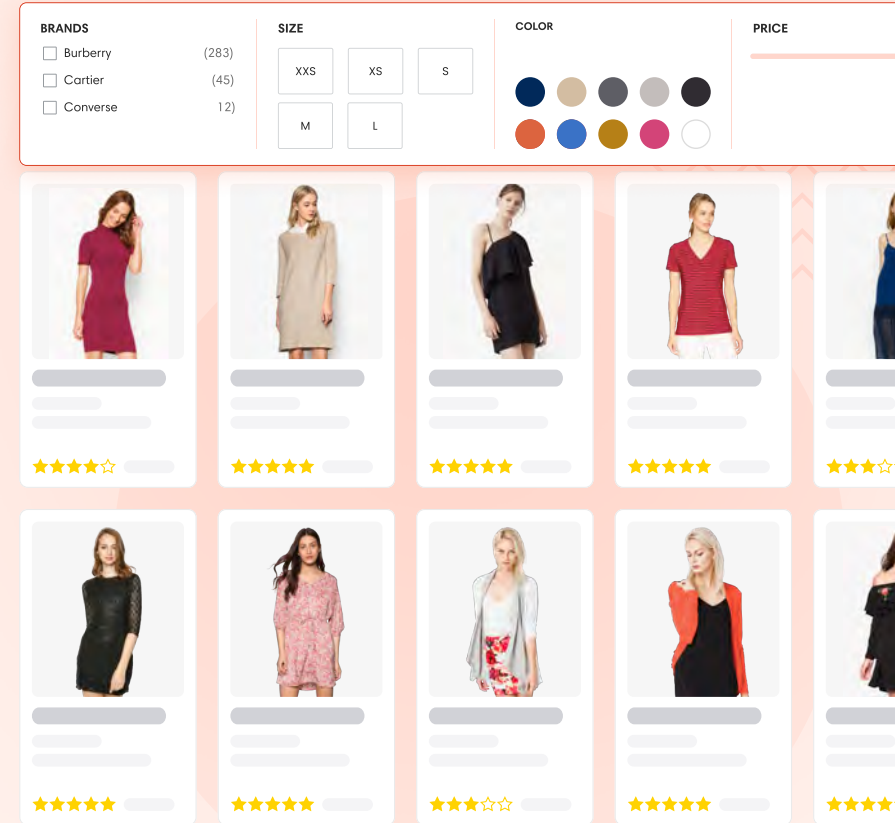 BRANDS
Burberry (283)
Cartier (45)
Converse 12)
SIZE
XXS XS S
M L
COLOR
PRICE